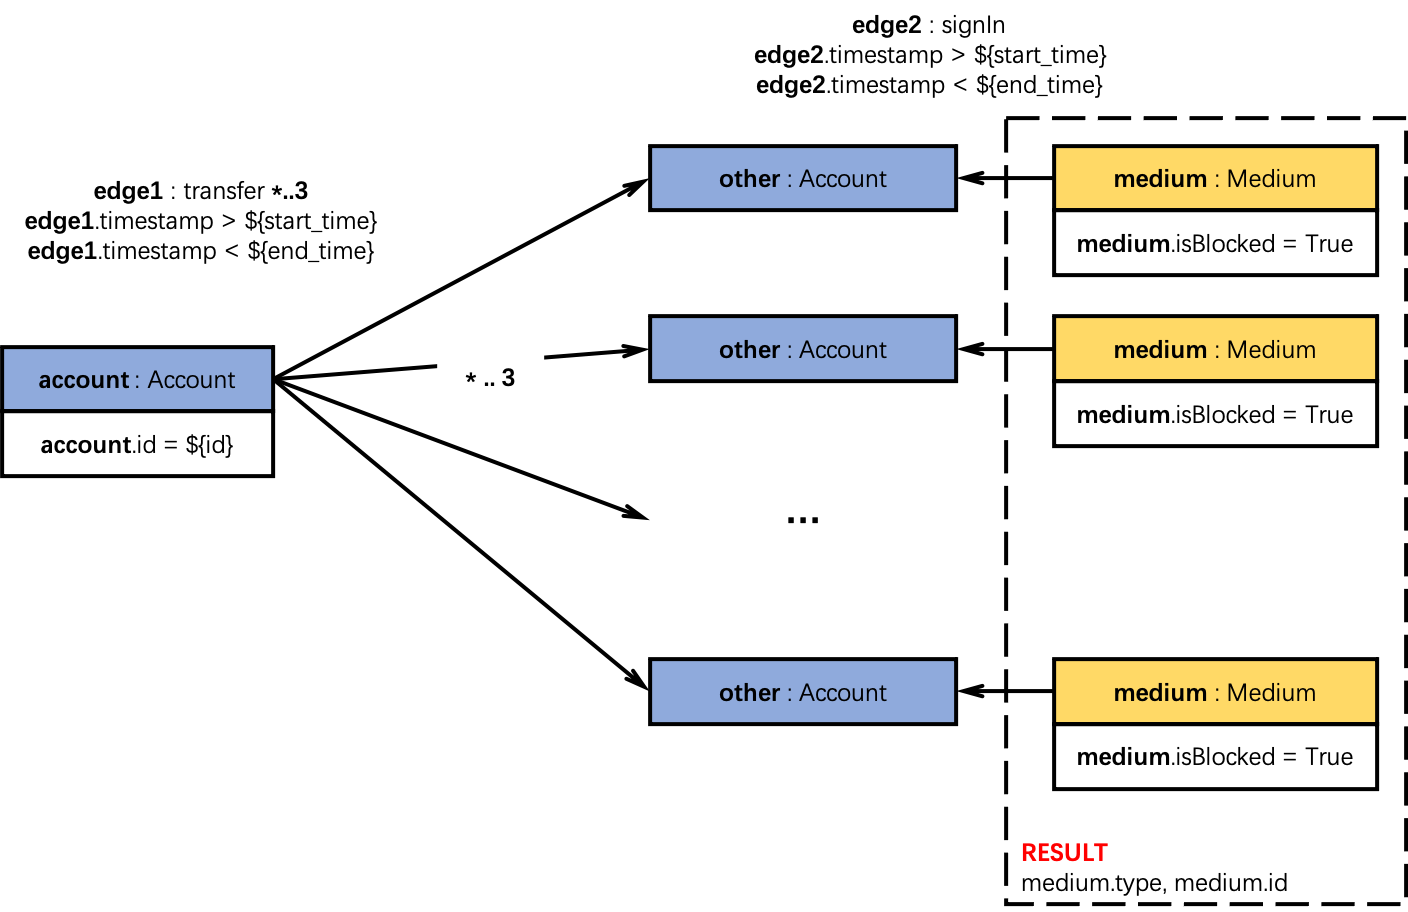 edge2 : signIn
edge2.timestamp > ${start_time}
edge2.timestamp < ${end_time}
edge1 : transfer *..3
edge1.timestamp > ${start_time}
edge1.timestamp < ${end_time}
other : Account
medium : Medium
medium.isBlocked = True
account : Account
account.id = ${id}
* .. 3
other : Account
medium : Medium
medium.isBlocked = True
...
other : Account
medium : Medium
medium.isBlocked = True
RESULT
medium.type, medium.id